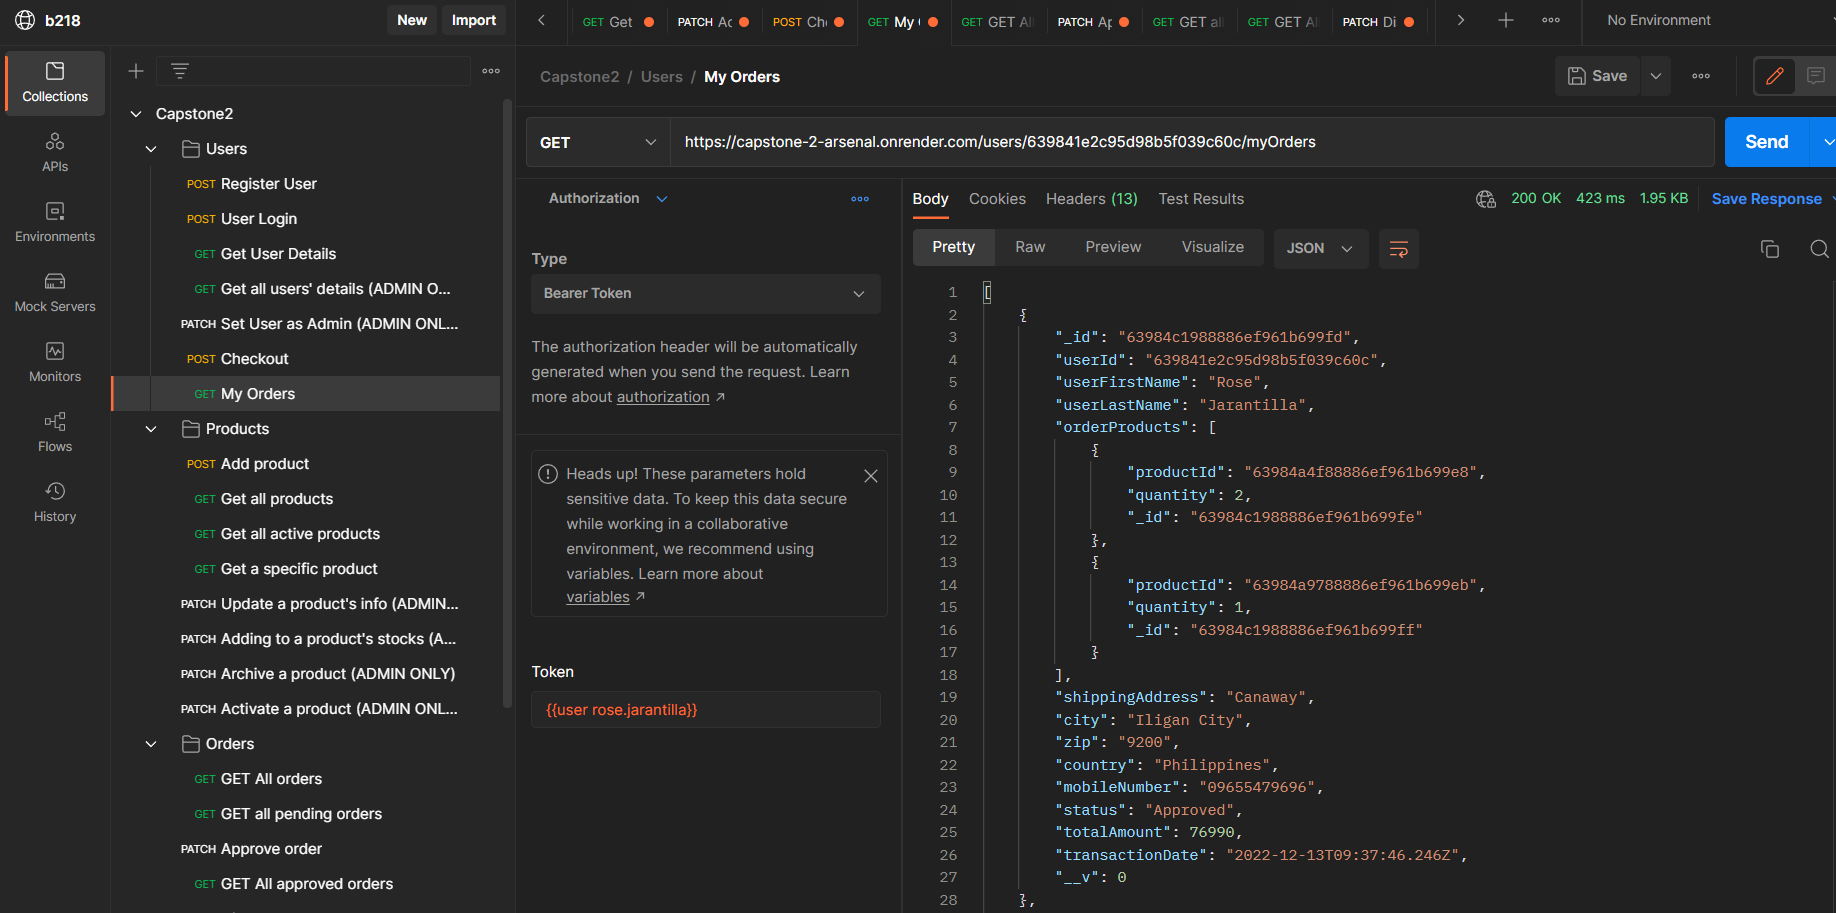 b218
New
Import
GET Get
PATCH
POST
GET My
GET GET
PATCH
GET GET
GET GET
PATCH
No Environment
Collections
APIs
Environments
Mock Servers
Monitors
Flows
History
Capstone2
Users
POST Register User
POST User Login
GET Get User Details
GET Get all users' details (ADMIN O...
PATCH Set User as Admin (ADMIN ONL...
POST Checkout
GET My Orders
Products
POST Add product
GET Get all products
GET Get all active products
GET Get a specific product
PATCH Update a product's info (ADMIN...
PATCH Adding to a product's stocks (A...
PATCH Archive a product (ADMIN ONLY)
PATCH Activate a product (ADMIN ONL...
Orders
GET GET All orders
GET GET all pending orders
PATCH Approve order
GET GET All approved orders
Capstone2 / Users / My Orders
Save
GET
https://capstone-2-arsenal.onrender.com/users/639841e2c95d98b5f039c60c/myOrders
Send
Authorization
Type
Bearer Token
The authorization header will be automatically
generated when you send the request. Learn
more about authorization ↗
Heads up! These parameters hold
sensitive data. To keep this data secure
while working in a collaborative
environment, we recommend using
variables. Learn more about
variables ↗
Token
{{user rose.jarantilla}}
Body
Cookies
Headers (13)
Test Results
200 OK
423 ms
1.95 KB
Save Response
Pretty
Raw
Preview
Visualize
JSON
1 [
2 {
3 "_id": "63984c1988886ef961b699fd",
4 "userId": "639841e2c95d98b5f039c60c",
5 "userFirstName": "Rose",
6 "userLastName": "Jarantilla",
7 "orderProducts": [
8 {
9 "productId": "63984a4f88886ef961b699e8",
10 "quantity": 2,
11 "_id": "63984c1988886ef961b699fe"
12 },
13 {
14 "productId": "63984a9788886ef961b699eb",
15 "quantity": 1,
16 "_id": "63984c1988886ef961b699ff"
17 }
18 ],
19 "shippingAddress": "Canaway",
20 "city": "Iligan City",
21 "zip": "9200",
22 "country": "Philippines",
23 "mobileNumber": "09655479696",
24 "status": "Approved",
25 "totalAmount": 76990,
26 "transactionDate": "2022-12-13T09:37:46.246Z",
27 "__v": 0
28 },